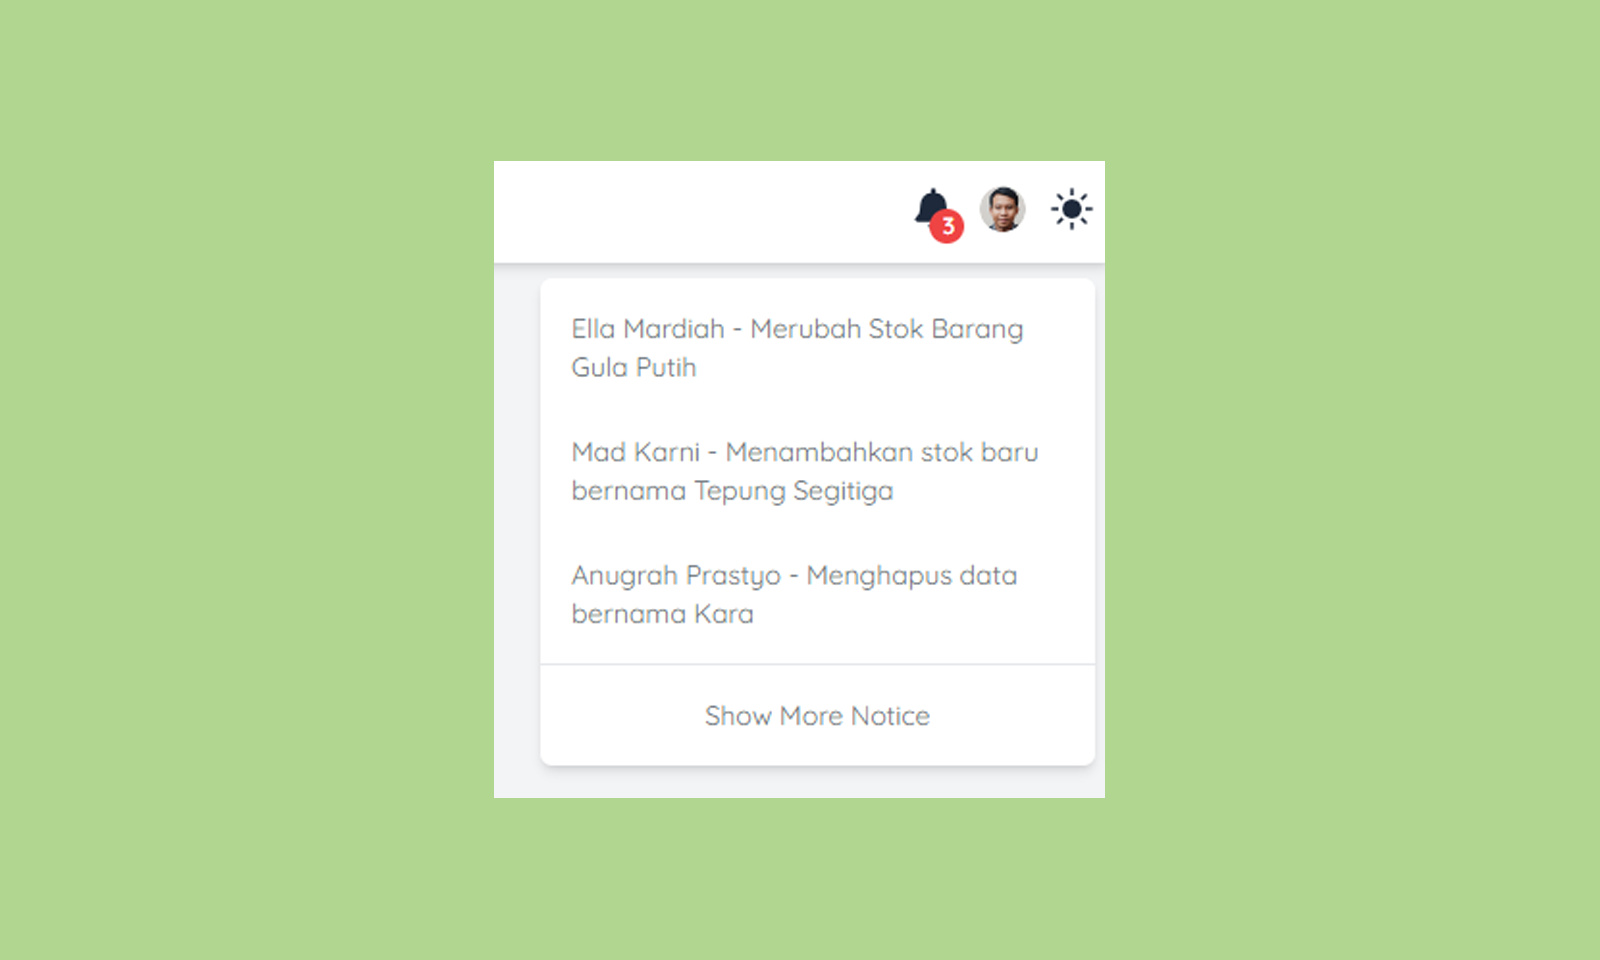 3
Ella Mardiah - Merubah Stok Barang
Gula Putih
Mad Karni - Menambahkan stok baru
bernama Tepung Segitiga
Anugrah Prastyo - Menghapus data
bernama Kara
Show More Notice